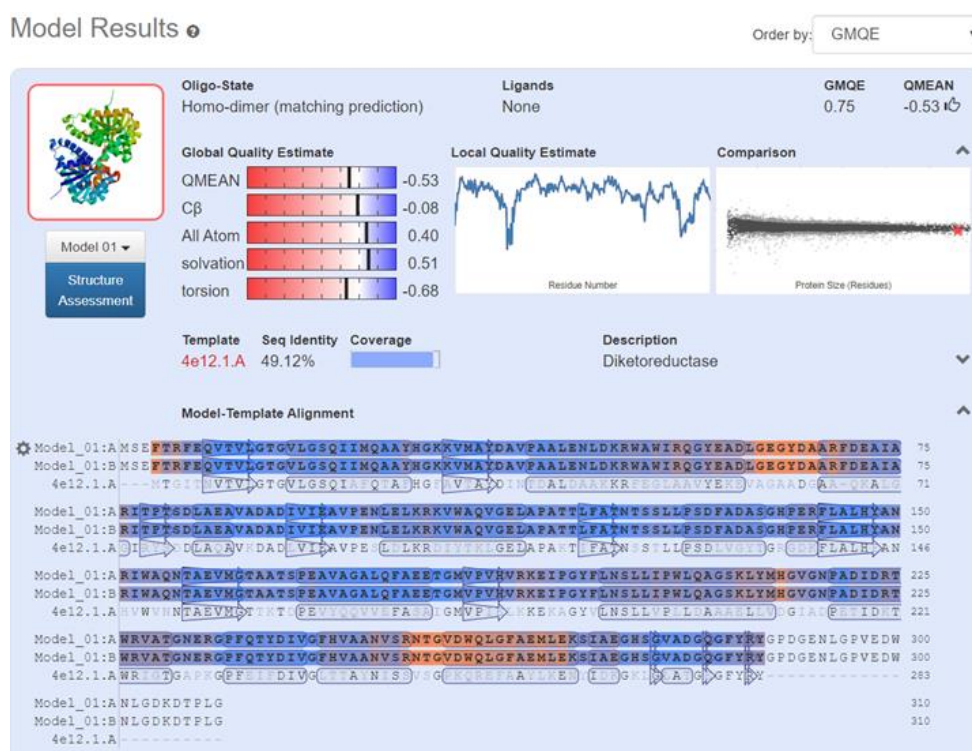 Model Results
Order by: GMQE
Oligo-State Ligands GMQE QMEAN
Homo-dimer (matching prediction) None 0.75 -0.53
Global Quality Estimate Local Quality Estimate Comparison
QMEAN -0.53
Cβ -0.08
All Atom 0.40
solvation 0.51
torsion -0.68
Residue Number
Protein Size (Residues)
Model 01
Structure
Assessment
Template Seq Identity Coverage Description
4e12.1.A 49.12% Diketoreductase
Model-Template Alignment
Model_01:A MSEFTRFEQVTVLGTGVLGSQIIMQAAYHGKKVMAYDAVPAALENLDKRWAWIRQGYEADLGEGYDAARFDEAIA 75
Model_01:B MSEFTRFEQVTVLGTGVLGSQIIMQAAYHGKKVMAYDAVPAALENLDKRWAWIRQGYEADLGEGYDAARFDEAIA 75
4e12.1.A 71
Model_01:A RITPTSDLAEAVADADIVIEAVPENLELKRKVWAQVGELAPATTLFATNTSSLLPSDFADASGHPERFLALHYAN 150
Model_01:B RITPTSDLAEAVADADIVIEAVPENLELKRKVWAQVGELAPATTLFATNTSSLLPSDFADASGHPERFLALHYAN 150
4e12.1.A 146
Model_01:A RIWAQNTAEVMGTAATSPEAVAGALQFAEETGMVPVHVRKEIPGYFLNSLLIPWLQAGSKLYMHGVGNPADIDRT 225
Model_01:B RIWAQNTAEVMGTAATSPEAVAGALQFAEETGMVPVHVRKEIPGYFLNSLLIPWLQAGSKLYMHGVGNPADIDRT 225
4e12.1.A 221
Model_01:A WRVATGNERGPFQTYDIVGFHVAANVSRNTGVDWQLGFAEMLEKSIAEGHSGVADGQGFYRYGPDGENLGPVEDW 300
Model_01:B WRVATGNERGPFQTYDIVGFHVAANVSRNTGVDWQLGFAEMLEKSIAEGHSGVADGQGFYRYGPDGENLGPVEDW 300
4e12.1.A 283
Model_01:A NLGDKDTPLG 310
Model_01:B NLGDKDTPLG 310
4e12.1.A ----------